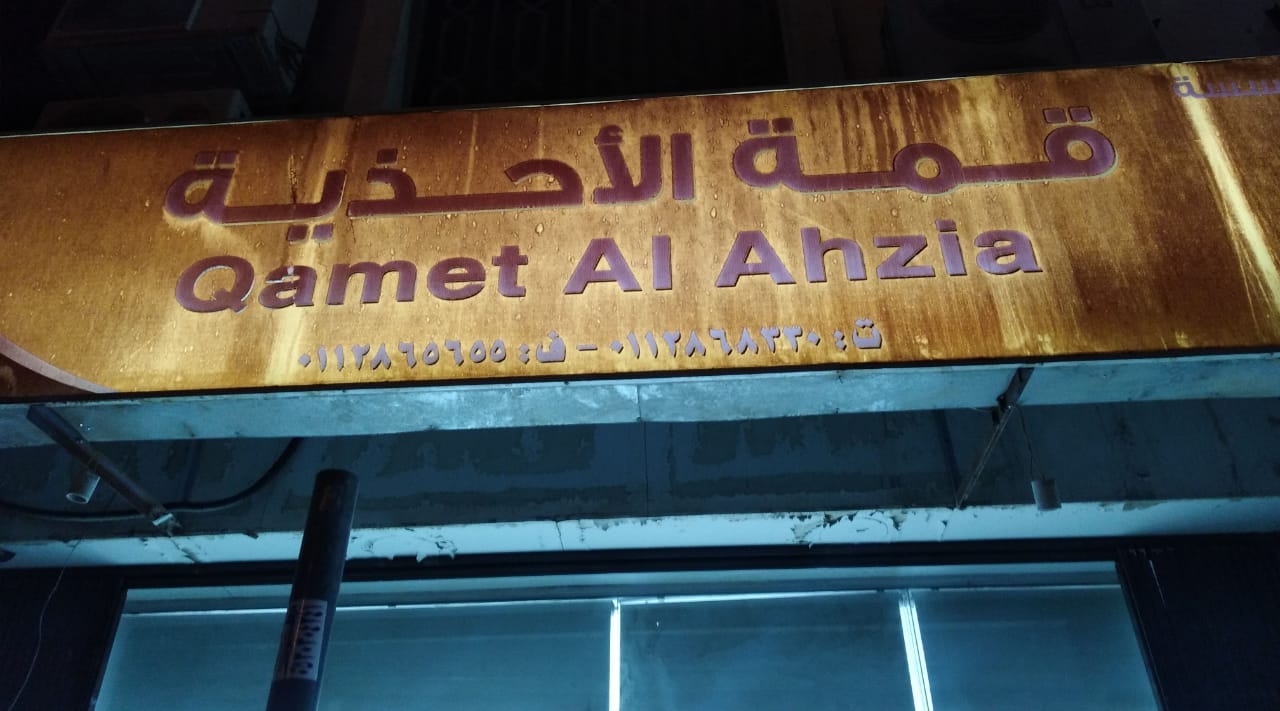 قمة الأحذية
Qamet Al Ahzia
ت: ٠١١٢٨٦٨٣٣٠ - ف: ٠١١٢٨٦٥٦٥٥